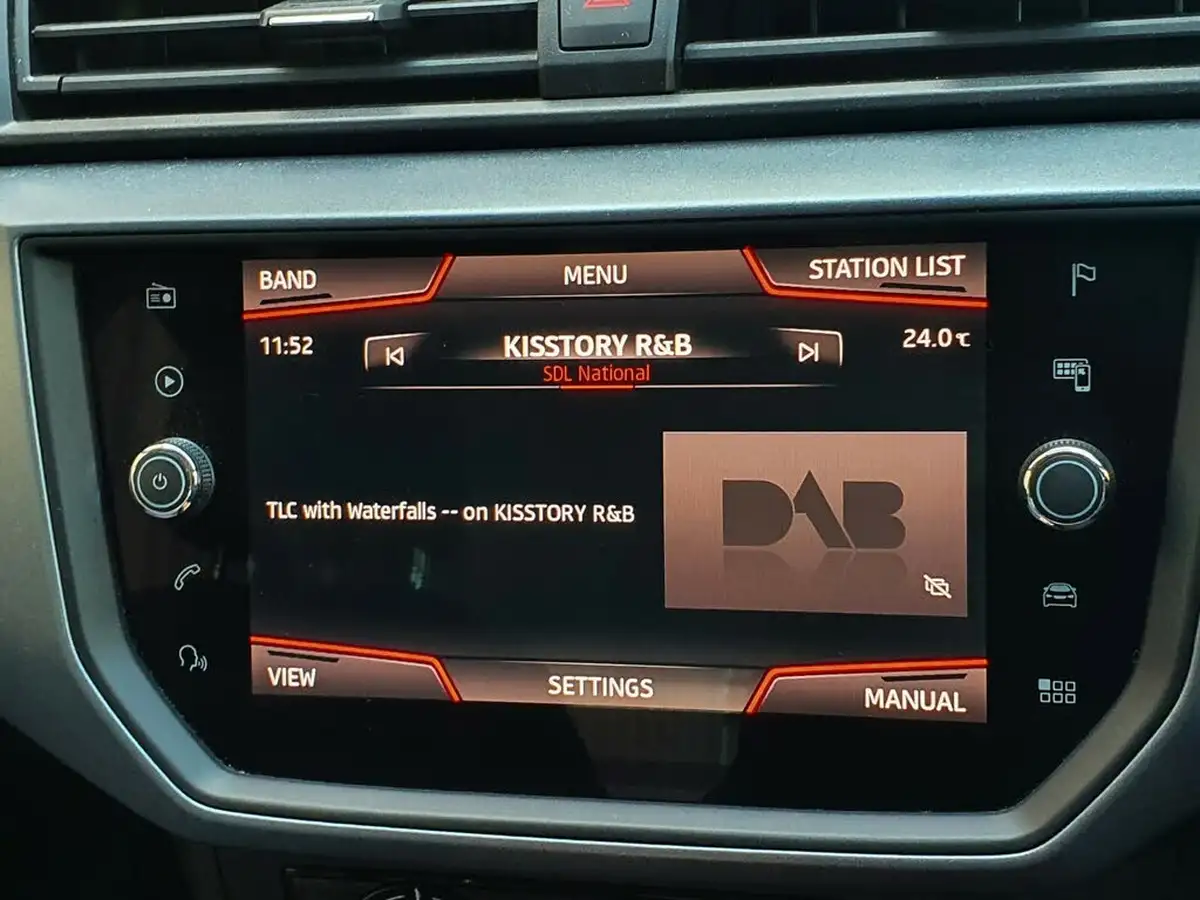 BAND
MENU
STATION LIST
11:52
KISSTORY R&B
24.0℃
SDL National
TLC with Waterfalls -- on KISSTORY R&B
DAB
VIEW
SETTINGS
MANUAL